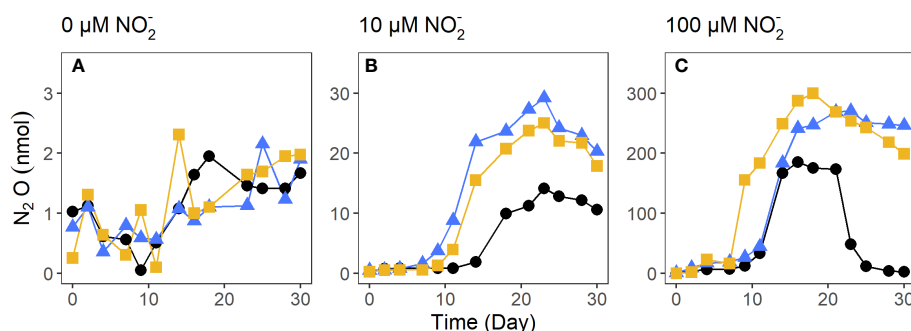 0 µM NO₂⁻
10 µM NO₂⁻
100 µM NO₂⁻
A
B
C
N₂O (nmol)
3
2
1
0
30
20
10
0
300
200
100
0
0 10 20 30
0 10 20 30
0 10 20 30
Time (Day)